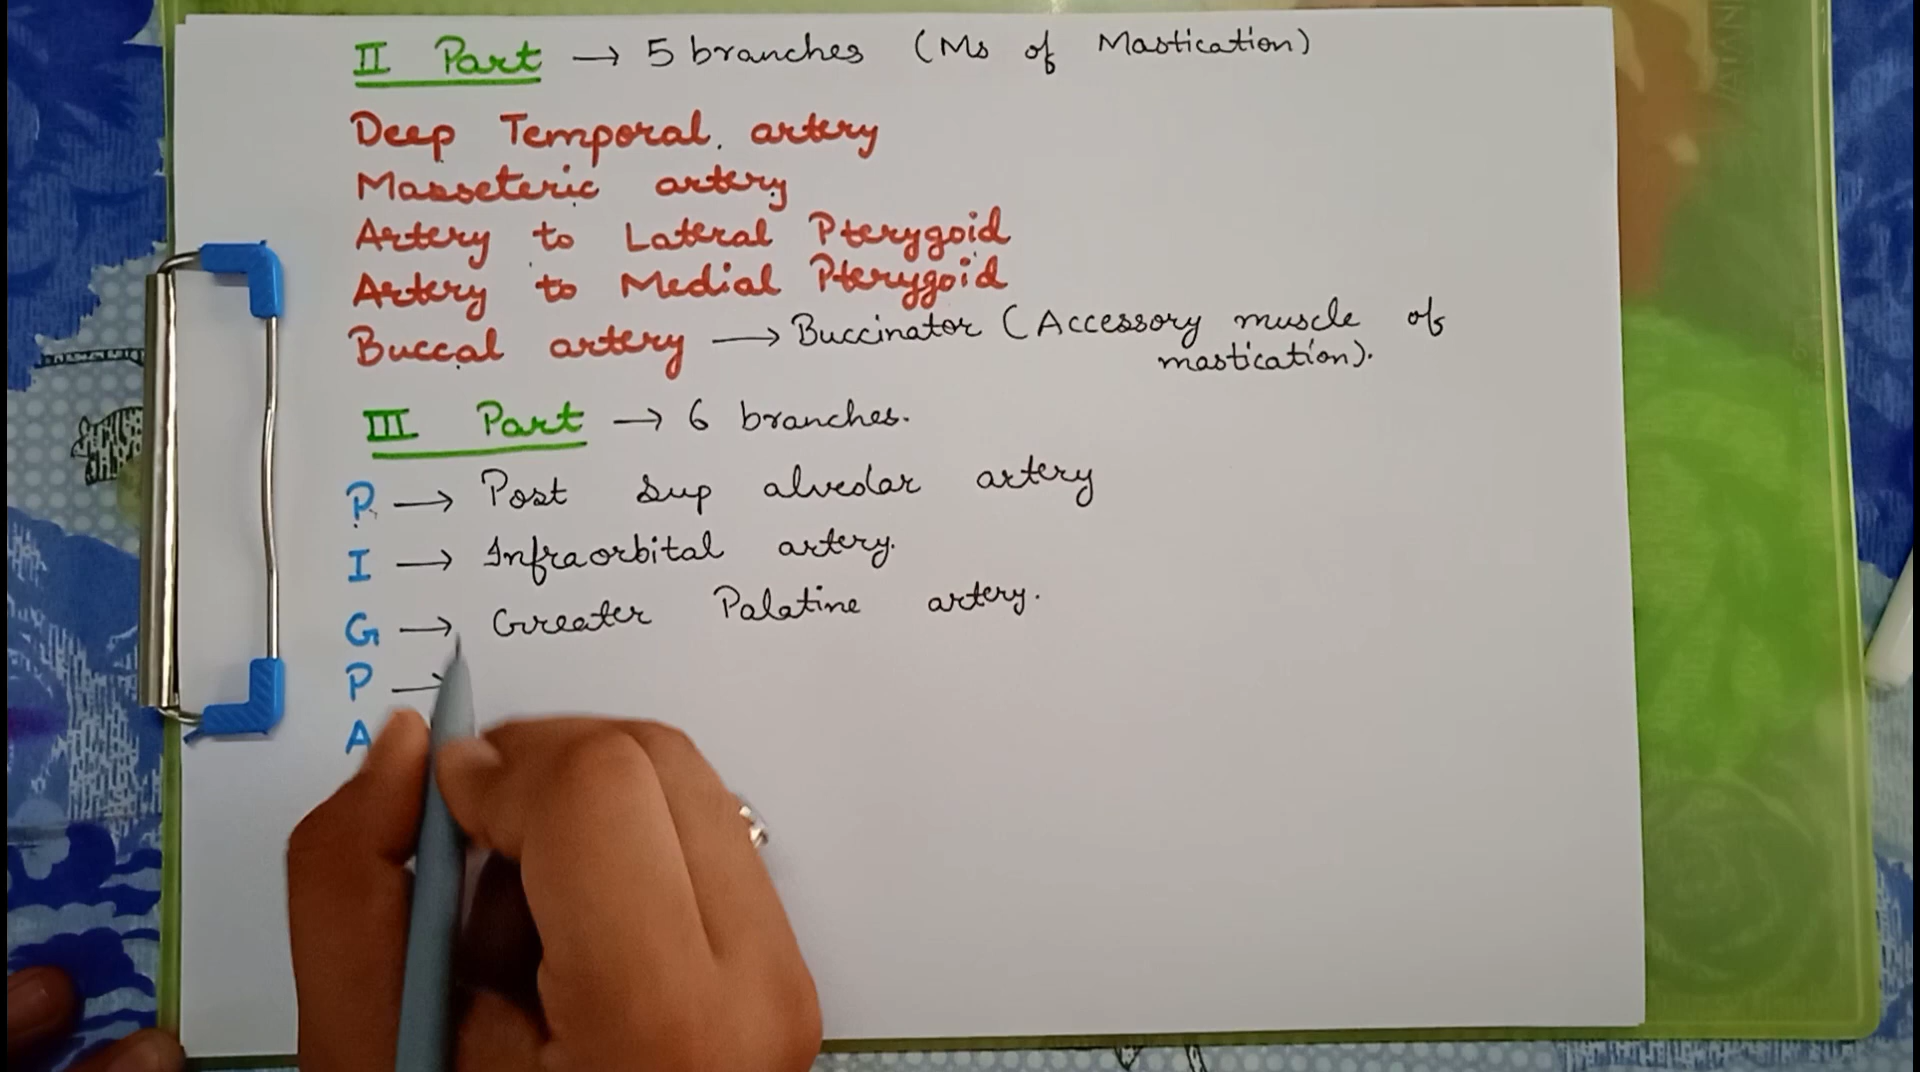 II Part → 5 branches (Ms of Mastication)
Deep Temporal artery
Masseteric artery
Artery to Lateral Pterygoid
Artery to Medial Pterygoid
Buccal artery → Buccinator (Accessory muscle of
mastication).
III Part → 6 branches.
P → Post Sup alveolar artery
I → Infraorbital artery.
G → Greater Palatine artery.
P →
A